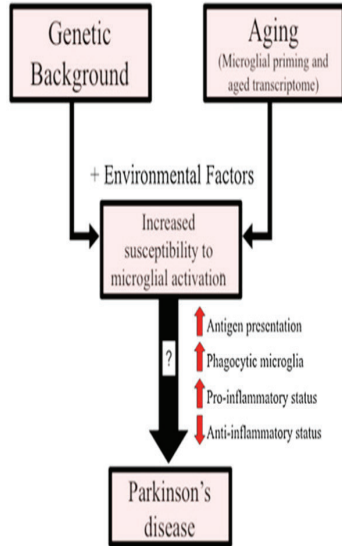 Genetic
Background
Aging
(Microglial priming and
aged transcriptome)
+ Environmental Factors
Increased
susceptibility to
microglial activation
?
Antigen presentation
Phagocytic microglia
Pro-inflammatory status
Anti-inflammatory status
Parkinson's
disease